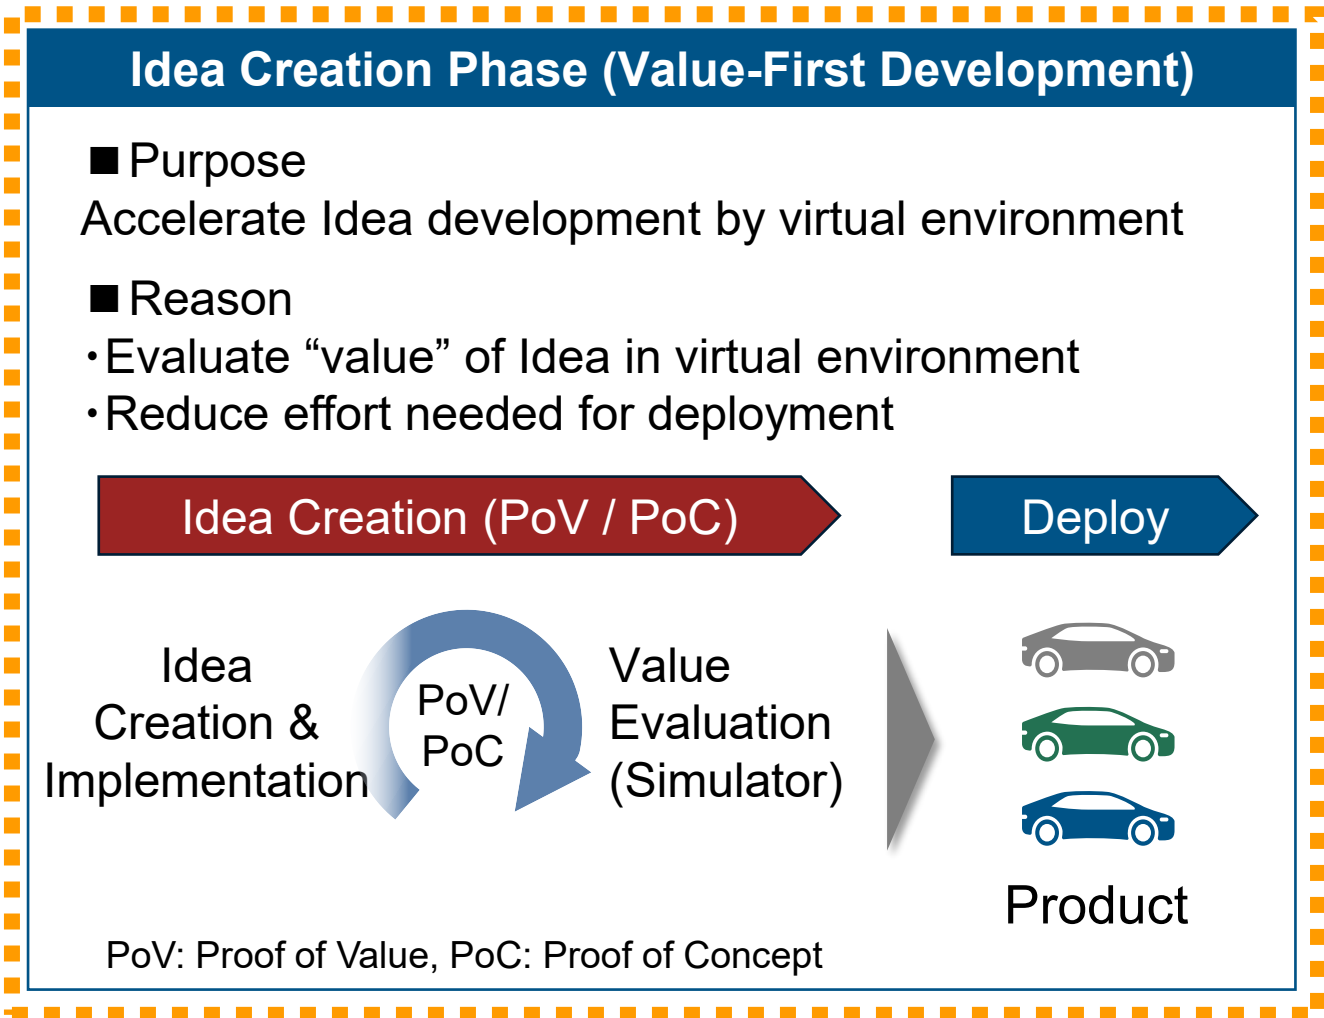 Idea Creation Phase (Value-First Development)
■ Purpose
Accelerate Idea development by virtual environment
■ Reason
・Evaluate “value” of Idea in virtual environment
・Reduce effort needed for deployment
Idea Creation (PoV / PoC)
Deploy
Idea
Creation &
Implementation
PoV/
PoC
Value
Evaluation
(Simulator)
Product
PoV: Proof of Value, PoC: Proof of Concept